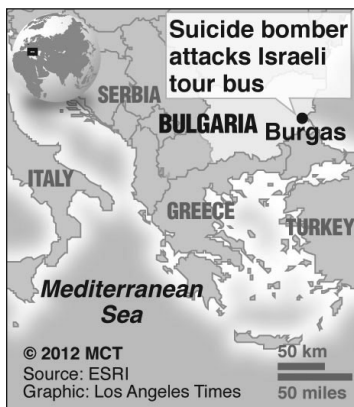 Suicide bomber
attacks Israeli
tour bus
SERBIA
BULGARIA
Burgas
ITALY
GREECE
TURKEY
Mediterranean
Sea
© 2012 MCT
Source: ESRI
Graphic: Los Angeles Times
50 km
50 miles